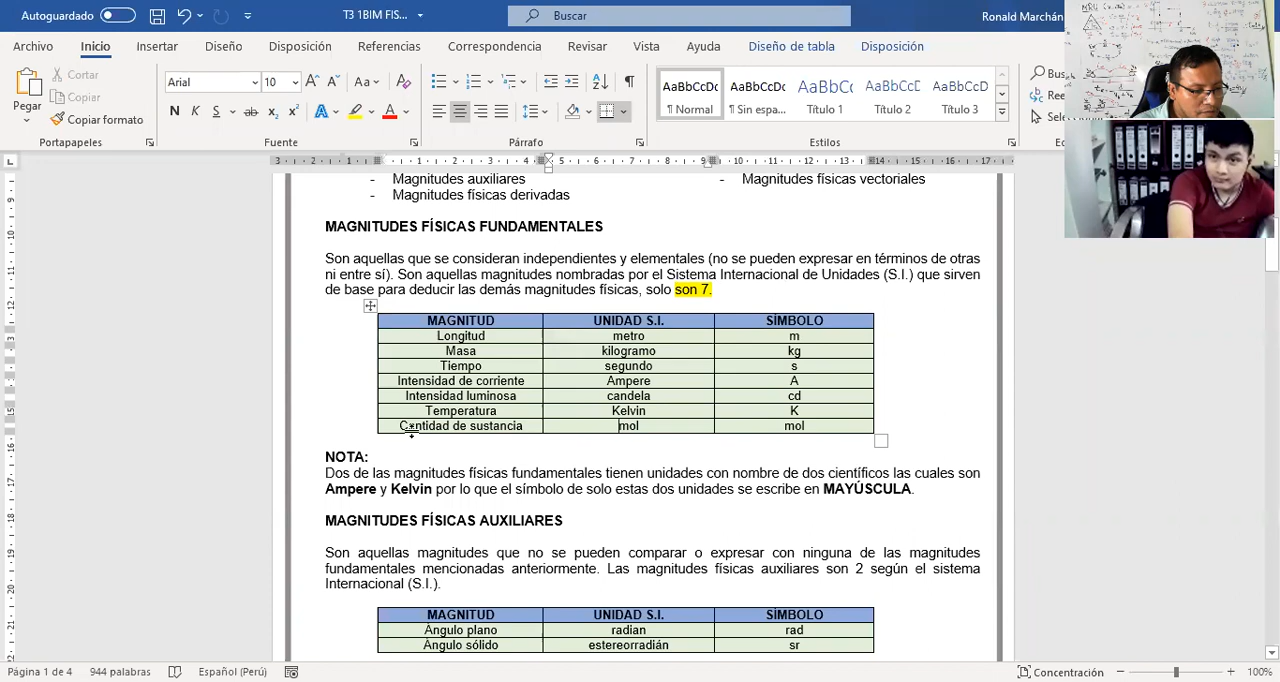 Autoguardado
T3 1BIM FIS...
Buscar
Ronald Marchán
Archivo Inicio Insertar Diseño Disposición Referencias Correspondencia Revisar Vista Ayuda Diseño de tabla Disposición
Pegar
Cortar
Copiar
Copiar formato
Portapapeles
Arial 10
N K S ab
Fuente
Párrafo
AaBbCcDc AaBbCcDc AaBbCc AaBbCcD AaBbCcD
¶ Normal ¶ Sin espa... Título 1 Título 2 Título 3
Estilos
- Magnitudes auxiliares - Magnitudes físicas vectoriales
- Magnitudes físicas derivadas
MAGNITUDES FÍSICAS FUNDAMENTALES
Son aquellas que se consideran independientes y elementales (no se pueden expresar en términos de otras
ni entre sí). Son aquellas magnitudes nombradas por el Sistema Internacional de Unidades (S.I.) que sirven
de base para deducir las demás magnitudes físicas, solo son 7.
MAGNITUD UNIDAD S.I. SÍMBOLO
Longitud metro m
Masa kilogramo kg
Tiempo segundo s
Intensidad de corriente Ampere A
Intensidad luminosa candela cd
Temperatura Kelvin K
Cantidad de sustancia mol mol
NOTA:
Dos de las magnitudes físicas fundamentales tienen unidades con nombre de dos científicos las cuales son
Ampere y Kelvin por lo que el símbolo de solo estas dos unidades se escribe en MAYÚSCULA.
MAGNITUDES FÍSICAS AUXILIARES
Son aquellas magnitudes que no se pueden comparar o expresar con ninguna de las magnitudes
fundamentales mencionadas anteriormente. Las magnitudes físicas auxiliares son 2 según el sistema
Internacional (S.I.).
MAGNITUD UNIDAD S.I. SÍMBOLO
Ángulo plano radian rad
Ángulo sólido estereorradián sr
Página 1 de 4 944 palabras Español (Perú) Concentración 100%